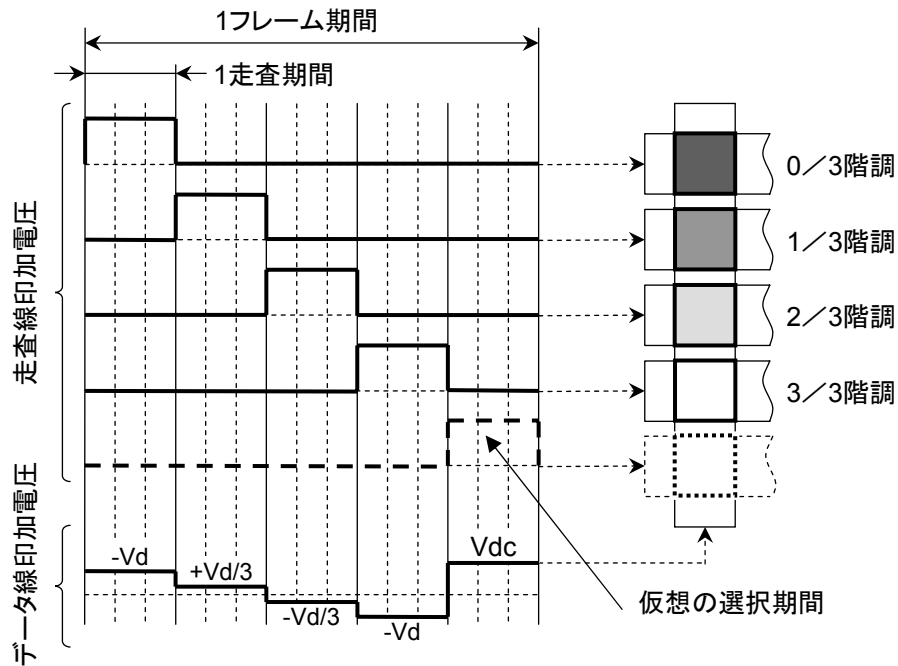 1フレーム期間
1走査期間
走査線印加電圧
0／3階調
1／3階調
2／3階調
3／3階調
データ線印加電圧
-Vd
+Vd/3
-Vd/3
-Vd
Vdc
仮想の選択期間